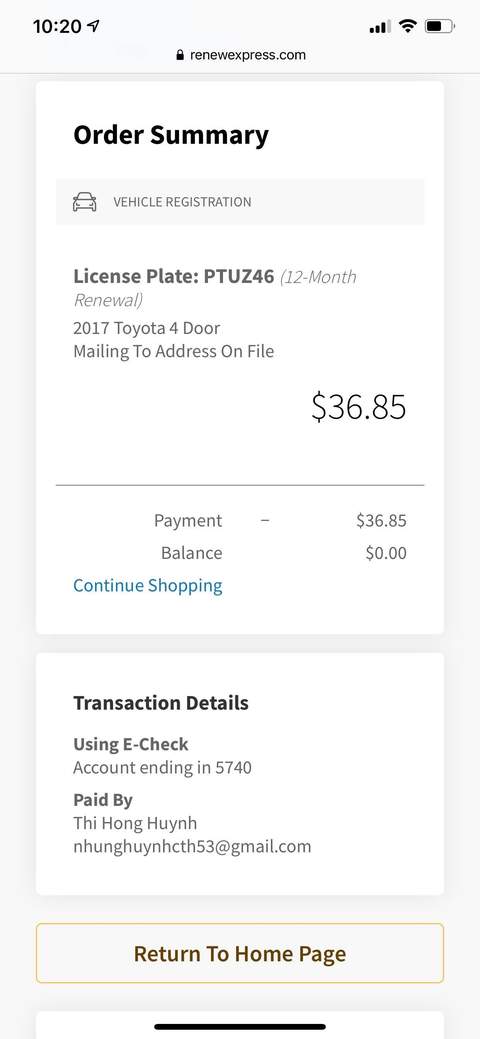 10:20
renewexpress.com
Order Summary
VEHICLE REGISTRATION
License Plate: PTUZ46 (12-Month
Renewal)
2017 Toyota 4 Door
Mailing To Address On File
$36.85
Payment – $36.85
Balance $0.00
Continue Shopping
Transaction Details
Using E-Check
Account ending in 5740
Paid By
Thi Hong Huynh
nhunghuynhcth53@gmail.com
Return To Home Page